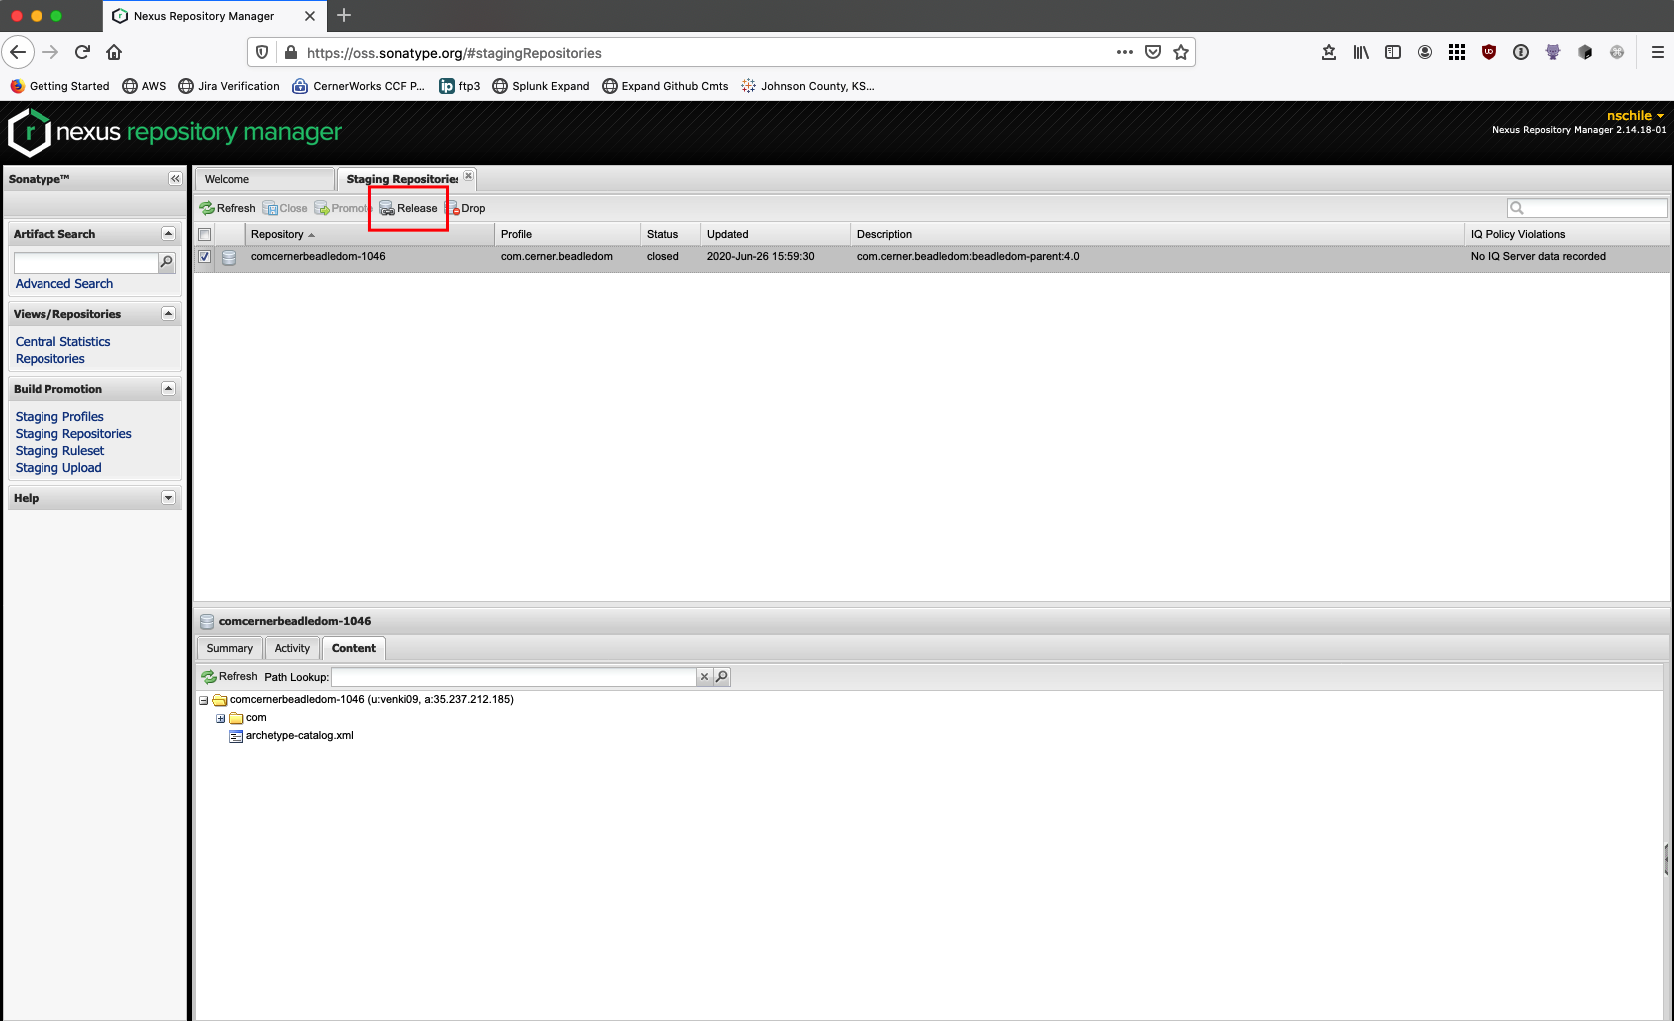 Nexus Repository Manager
https://oss.sonatype.org/#stagingRepositories
Getting Started AWS Jira Verification CernerWorks CCF P... ftp3 Splunk Expand Expand Github Cmts Johnson County, KS...
nexus repository manager
nschile
Nexus Repository Manager 2.14.18-01
Sonatype™
Welcome Staging Repositories
Refresh Close Promote Release Drop
Artifact Search
Advanced Search
Views/Repositories
Central Statistics
Repositories
Build Promotion
Staging Profiles
Staging Repositories
Staging Ruleset
Staging Upload
Help
Repository Profile Status Updated Description IQ Policy Violations
comcernerbeadledom-1046 com.cerner.beadledom closed 2020-Jun-26 15:59:30 com.cerner.beadledom:beadledom-parent:4.0 No IQ Server data recorded
comcernerbeadledom-1046
Summary Activity Content
Refresh Path Lookup:
comcernerbeadledom-1046 (u:venki09, a:35.237.212.185)
com
archetype-catalog.xml